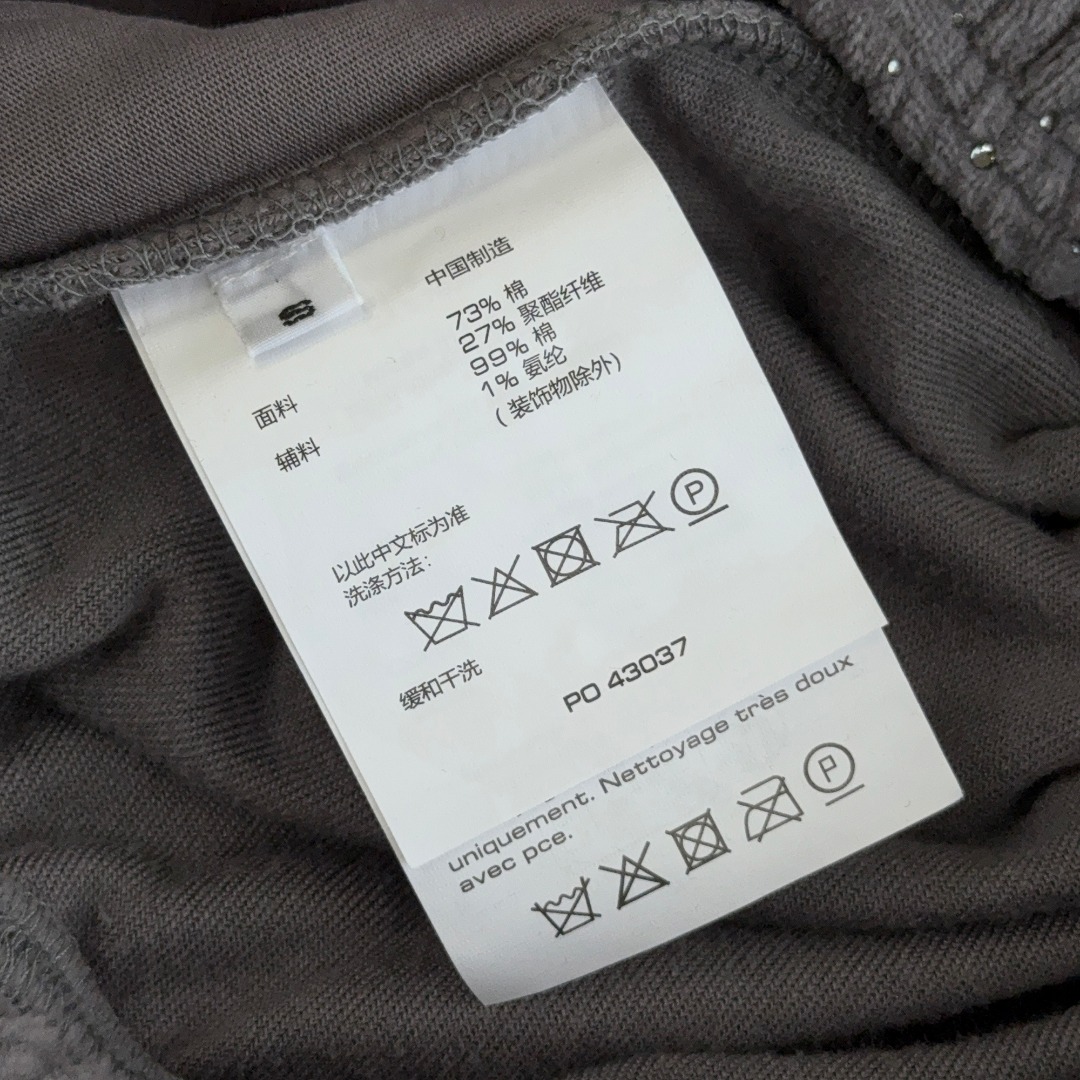 中国制造
S
73% 棉
27% 聚酯纤维
99% 棉
1% 氨纶
(装饰物除外)
面料
辅料
以此中文标为准
洗涤方法:
P
缓和干洗
PO 43037
uniquement. Nettoyage très doux
avec pce.
P